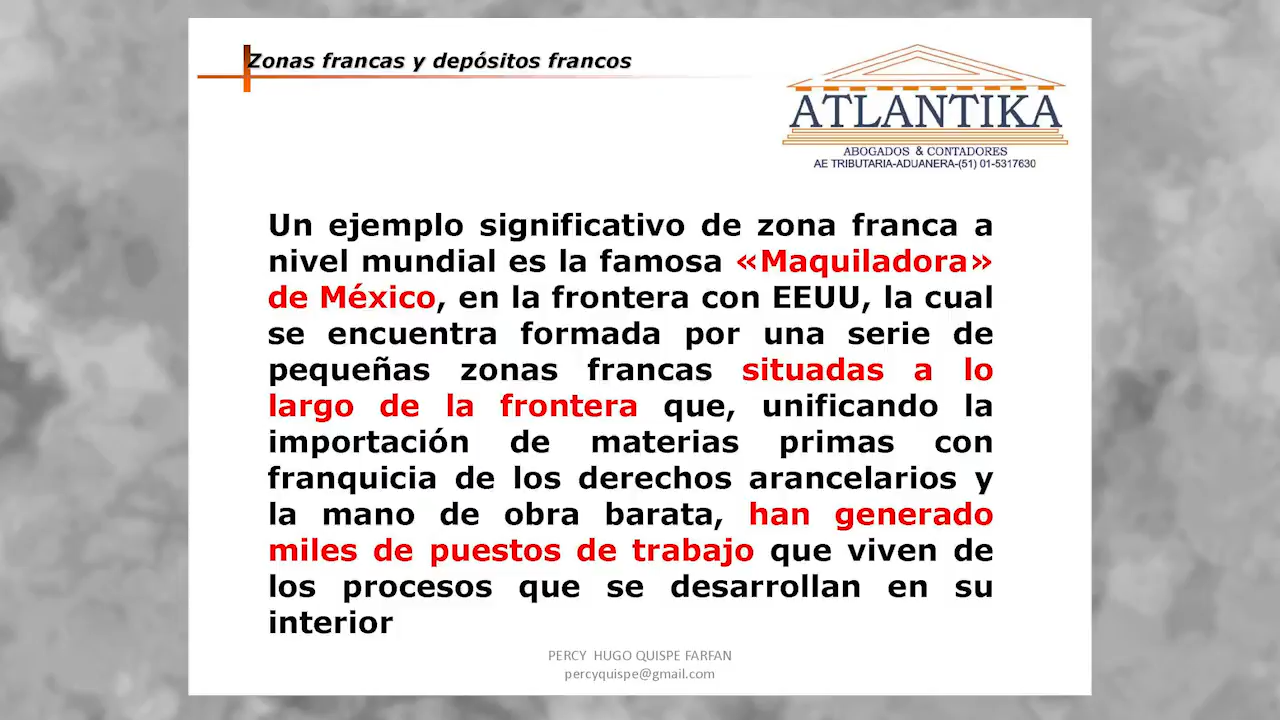 Zonas francas y depósitos francos
ATLANTIKA
ABOGADOS & CONTADORES
AE TRIBUTARIA-ADUANERA-(51) 01-5317630
Un ejemplo significativo de zona franca a
nivel mundial es la famosa «Maquiladora»
de México, en la frontera con EEUU, la cual
se encuentra formada por una serie de
pequeñas zonas francas situadas a lo
largo de la frontera que, unificando la
importación de materias primas con
franquicia de los derechos arancelarios y
la mano de obra barata, han generado
miles de puestos de trabajo que viven de
los procesos que se desarrollan en su
interior
PERCY HUGO QUISPE FARFAN
percyquispe@gmail.com